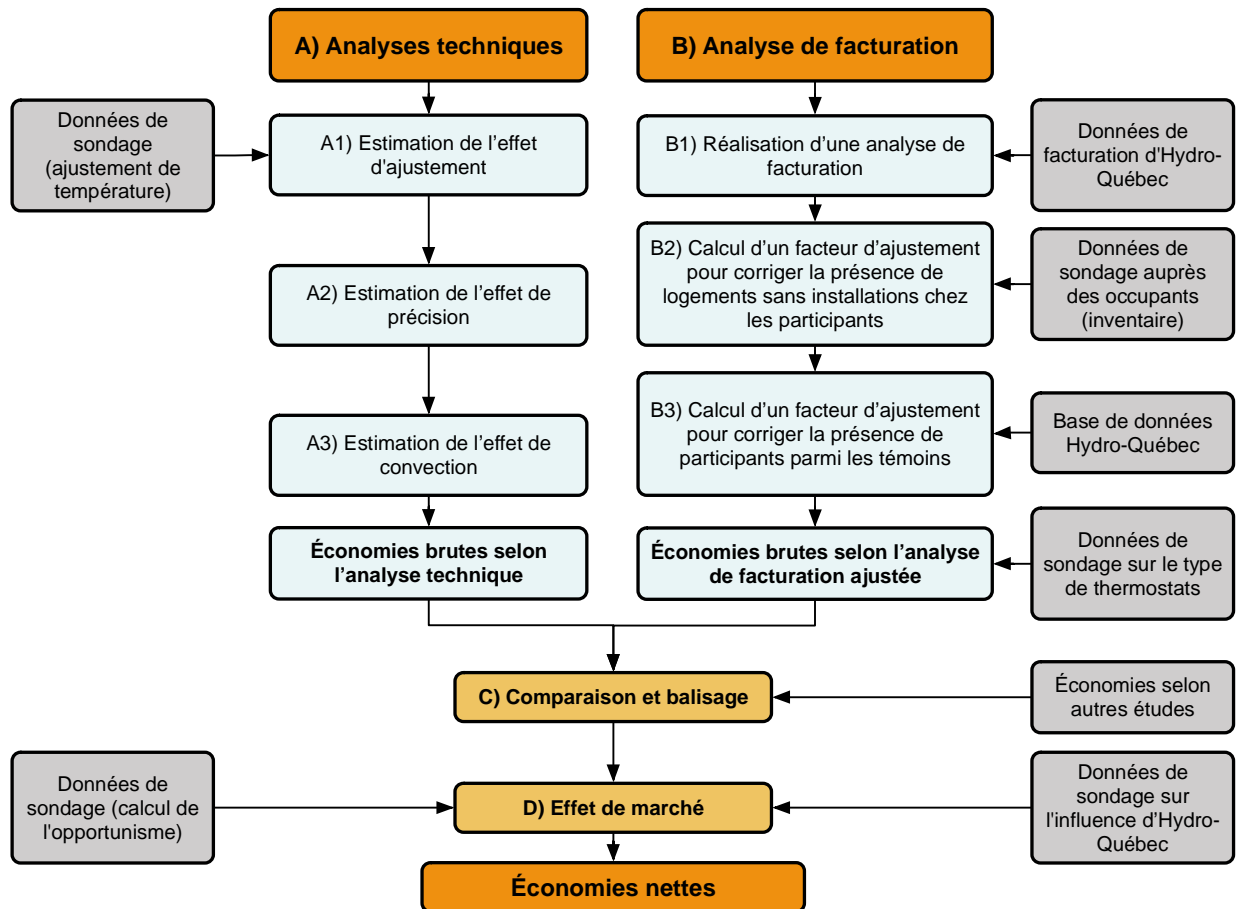 A) Analyses techniques
B) Analyse de facturation
Données de
sondage
(ajustement de
température)
A1) Estimation de l’effet
d'ajustement
B1) Réalisation d’une analyse de
facturation
Données de
facturation d'Hydro-
Québec
A2) Estimation de l’effet de
précision
B2) Calcul d’un facteur d’ajustement
pour corriger la présence de
logements sans installations chez
les participants
Données de
sondage auprès
des occupants
(inventaire)
A3) Estimation de l’effet de
convection
B3) Calcul d’un facteur d’ajustement
pour corriger la présence de
participants parmi les témoins
Base de données
Hydro-Québec
Économies brutes selon
l’analyse technique
Économies brutes selon l’analyse
de facturation ajustée
Données de
sondage sur le type
de thermostats
C) Comparaison et balisage
Économies selon
autres études
Données de
sondage (calcul de
l'opportunisme)
D) Effet de marché
Données de
sondage sur
l'influence d’Hydro-
Québec
Économies nettes